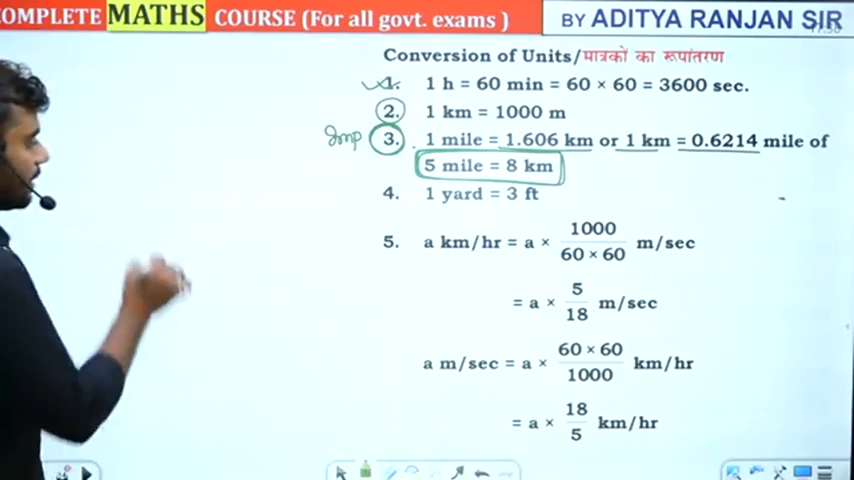 COMPLETE MATHS COURSE (For all govt. exams ) BY ADITYA RANJAN SIR
Conversion of Units/मात्रकों का रूपांतरण
1. 1 h = 60 min = 60 × 60 = 3600 sec.
2. 1 km = 1000 m
Imp 3. 1 mile = 1.606 km or 1 km = 0.6214 mile of
5 mile = 8 km
4. 1 yard = 3 ft
5. a km/hr = a × 1000 / 60 × 60 m/sec
= a × 5 / 18 m/sec
a m/sec = a × 60 × 60 / 1000 km/hr
= a × 18 / 5 km/hr